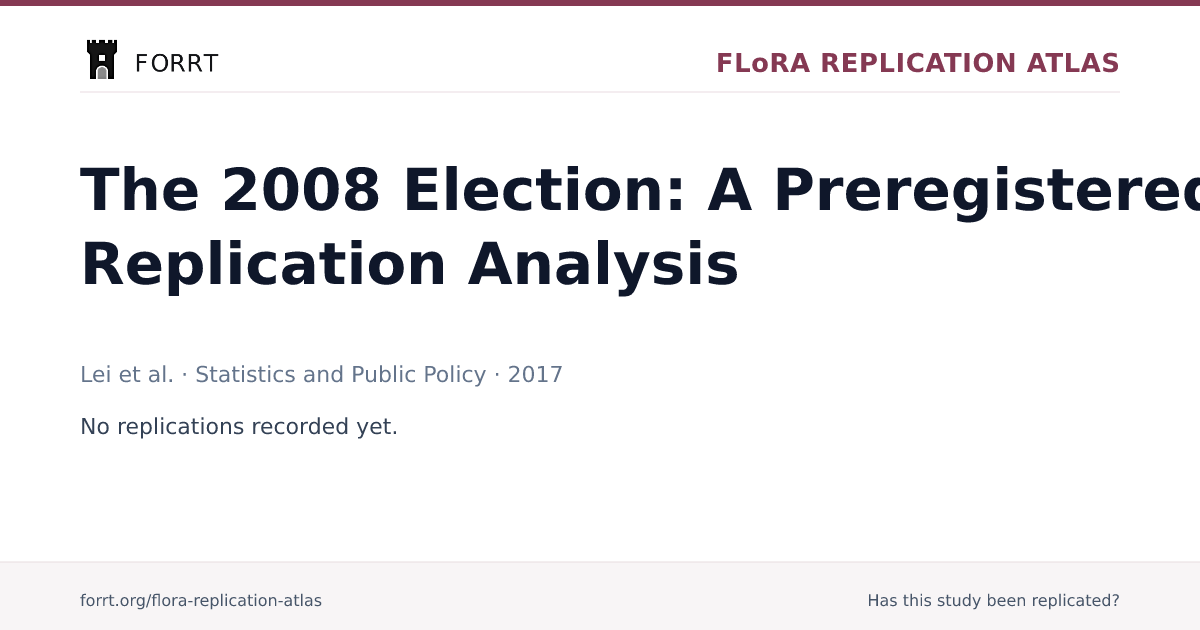 FORRT
FLoRA REPLICATION ATLAS
The 2008 Election: A Preregistered
Replication Analysis
Lei et al. · Statistics and Public Policy · 2017
No replications recorded yet.
forrt.org/flora-replication-atlas
Has this study been replicated?